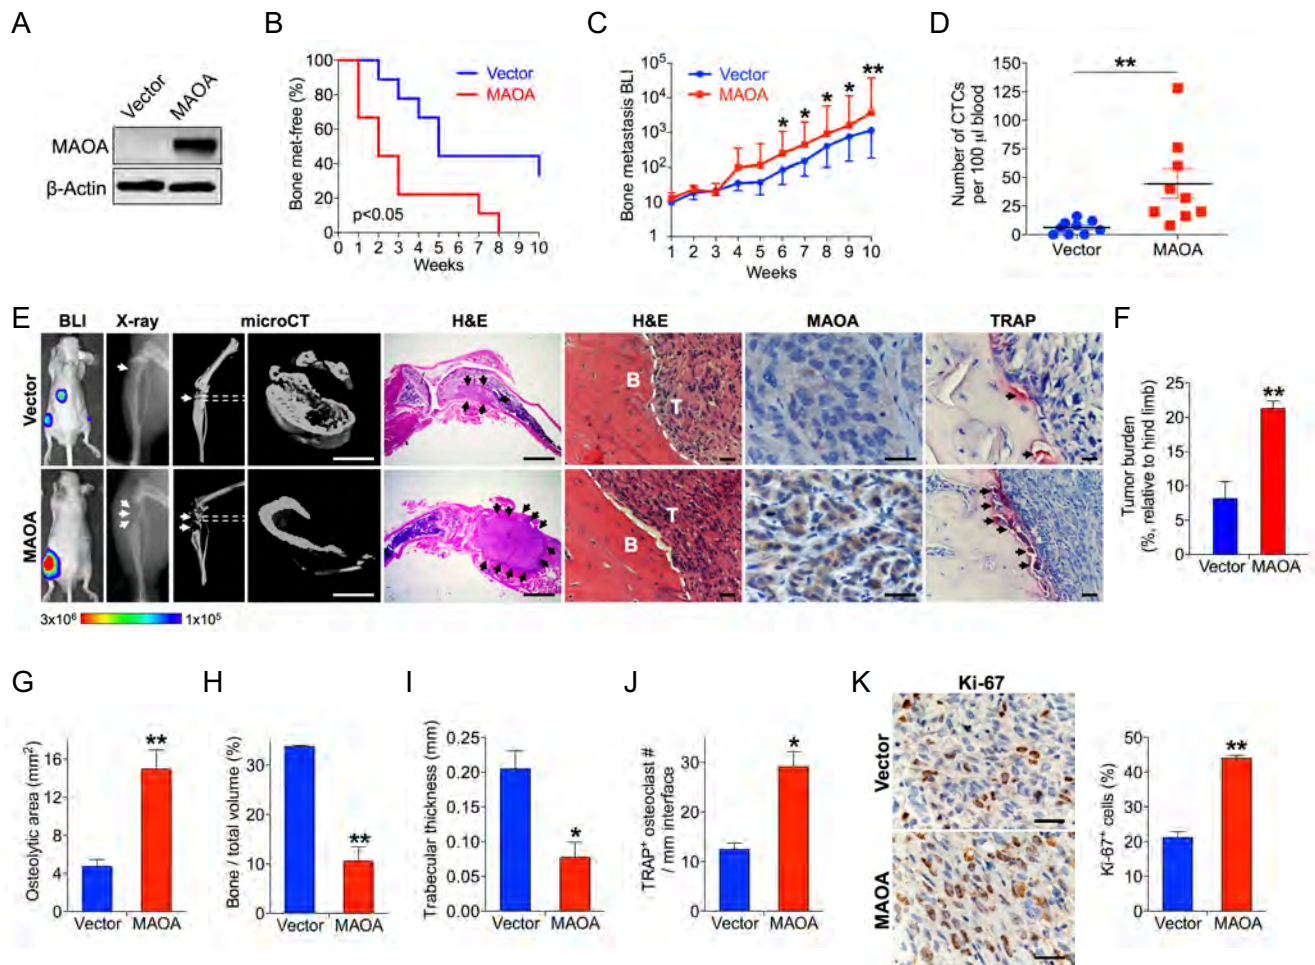 A
Vector
MAOA
MAOA
β-Actin
B
Bone met-free (%)
100
80
60
40
20
0
Vector
MAOA
p<0.05
0 1 2 3 4 5 6 7 8 9 10
Weeks
C
Bone metastasis BLI
10⁵
10⁴
10³
10²
10
1
Vector
MAOA
* * * * **
1 2 3 4 5 6 7 8 9 10
Weeks
D
Number of CTCs
per 100 µl blood
150
125
100
75
50
25
0
**
Vector MAOA
E
BLI X-ray microCT H&E H&E MAOA TRAP
Vector
B
T
MAOA
B
T
3x10⁶ 1x10⁵
F
Tumor burden
(%, relative to hind limb)
25
20
15
10
5
0
**
Vector MAOA
G
Osteolytic area (mm²)
16
12
8
4
0
**
Vector MAOA
H
Bone / total volume (%)
30
20
10
0
**
Vector MAOA
I
Trabecular thickness (mm)
0.25
0.20
0.15
0.10
0.05
0.00
*
Vector MAOA
J
TRAP⁺ osteoclast #
/ mm interface
30
20
10
0
*
Vector MAOA
K
Ki-67
Vector
MAOA
Ki-67⁺ cells (%)
50
40
30
20
10
0
**
Vector MAOA